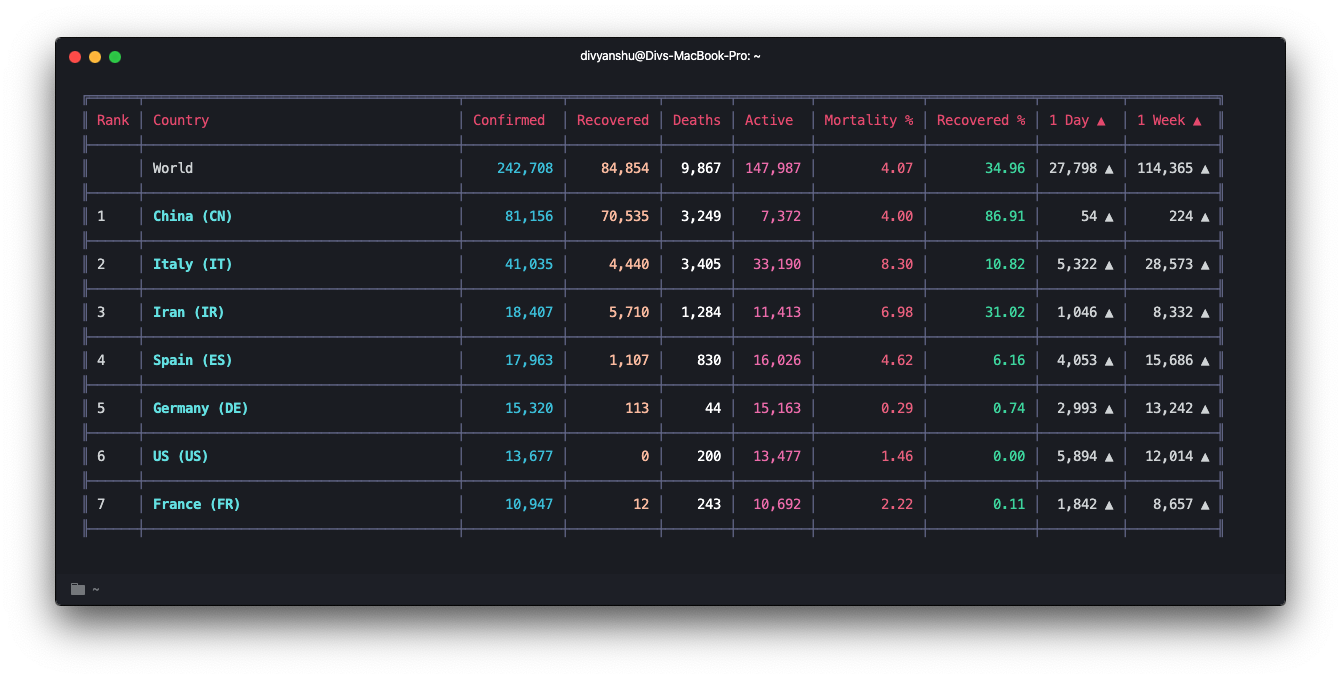 divyanshu@Divs-MacBook-Pro: ~
Rank Country Confirmed Recovered Deaths Active Mortality % Recovered % 1 Day ▲ 1 Week ▲
World 242,708 84,854 9,867 147,987 4.07 34.96 27,798 ▲ 114,365 ▲
1 China (CN) 81,156 70,535 3,249 7,372 4.00 86.91 54 ▲ 224 ▲
2 Italy (IT) 41,035 4,440 3,405 33,190 8.30 10.82 5,322 ▲ 28,573 ▲
3 Iran (IR) 18,407 5,710 1,284 11,413 6.98 31.02 1,046 ▲ 8,332 ▲
4 Spain (ES) 17,963 1,107 830 16,026 4.62 6.16 4,053 ▲ 15,686 ▲
5 Germany (DE) 15,320 113 44 15,163 0.29 0.74 2,993 ▲ 13,242 ▲
6 US (US) 13,677 0 200 13,477 1.46 0.00 5,894 ▲ 12,014 ▲
7 France (FR) 10,947 12 243 10,692 2.22 0.11 1,842 ▲ 8,657 ▲
~